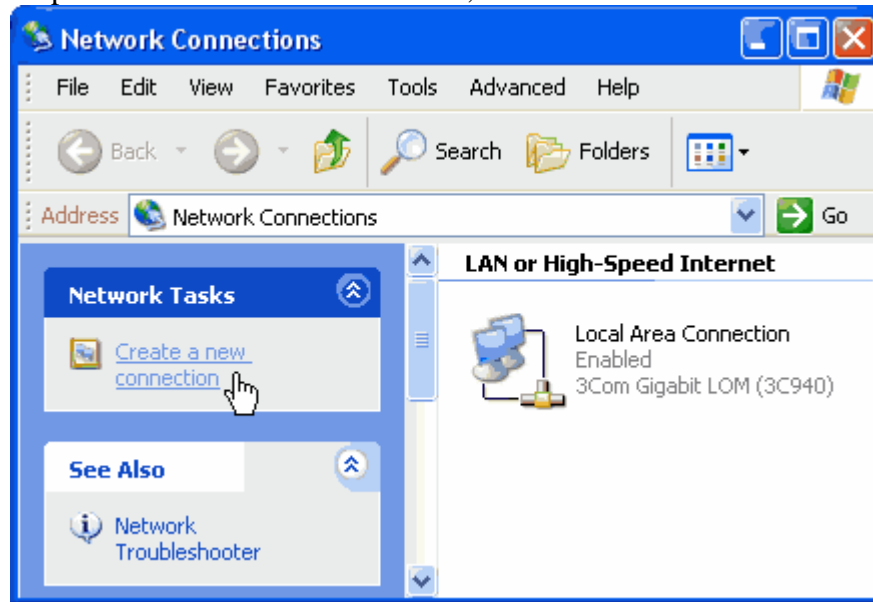 Network Connections
File Edit View Favorites Tools Advanced Help
Back Search Folders
Address Network Connections Go
Network Tasks
Create a new
connection
See Also
Network
Troubleshooter
LAN or High-Speed Internet
Local Area Connection
Enabled
3Com Gigabit LOM (3C940)